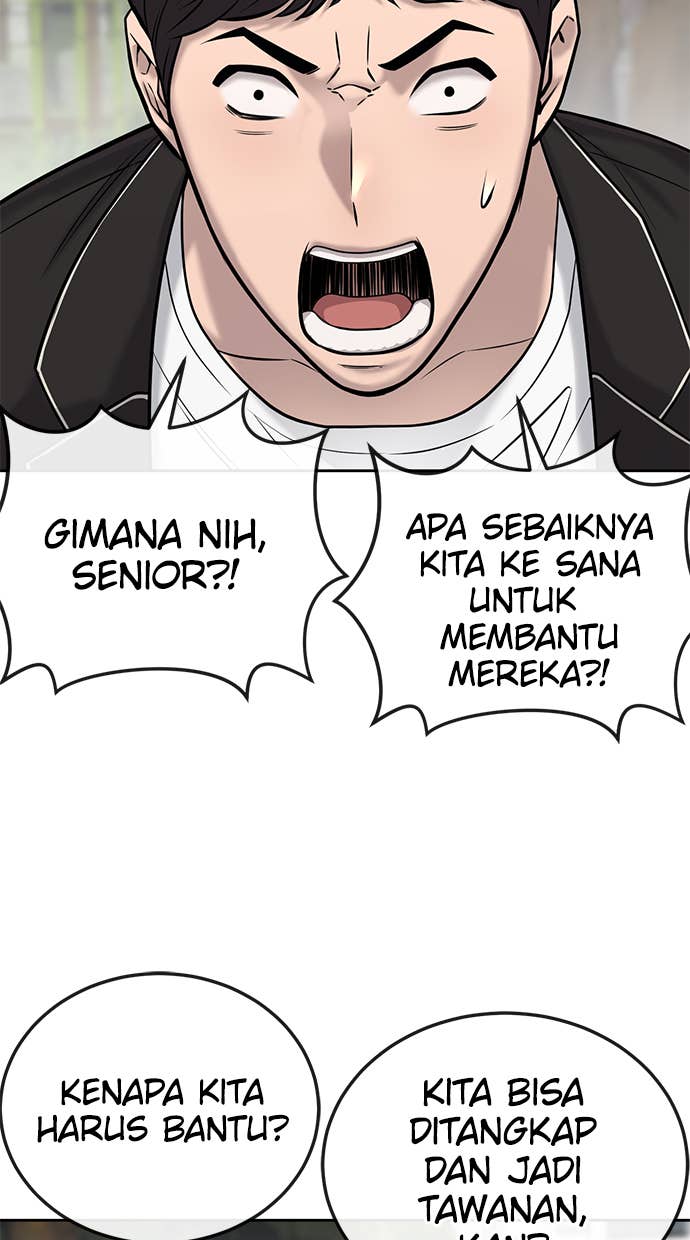 GIMANA NIH,
SENIOR?!
APA SEBAIKNYA
KITA KE SANA
UNTUK
MEMBANTU
MEREKA?!
KENAPA KITA
HARUS BANTU?
KITA BISA
DITANGKAP
DAN JADI
TAWANAN,